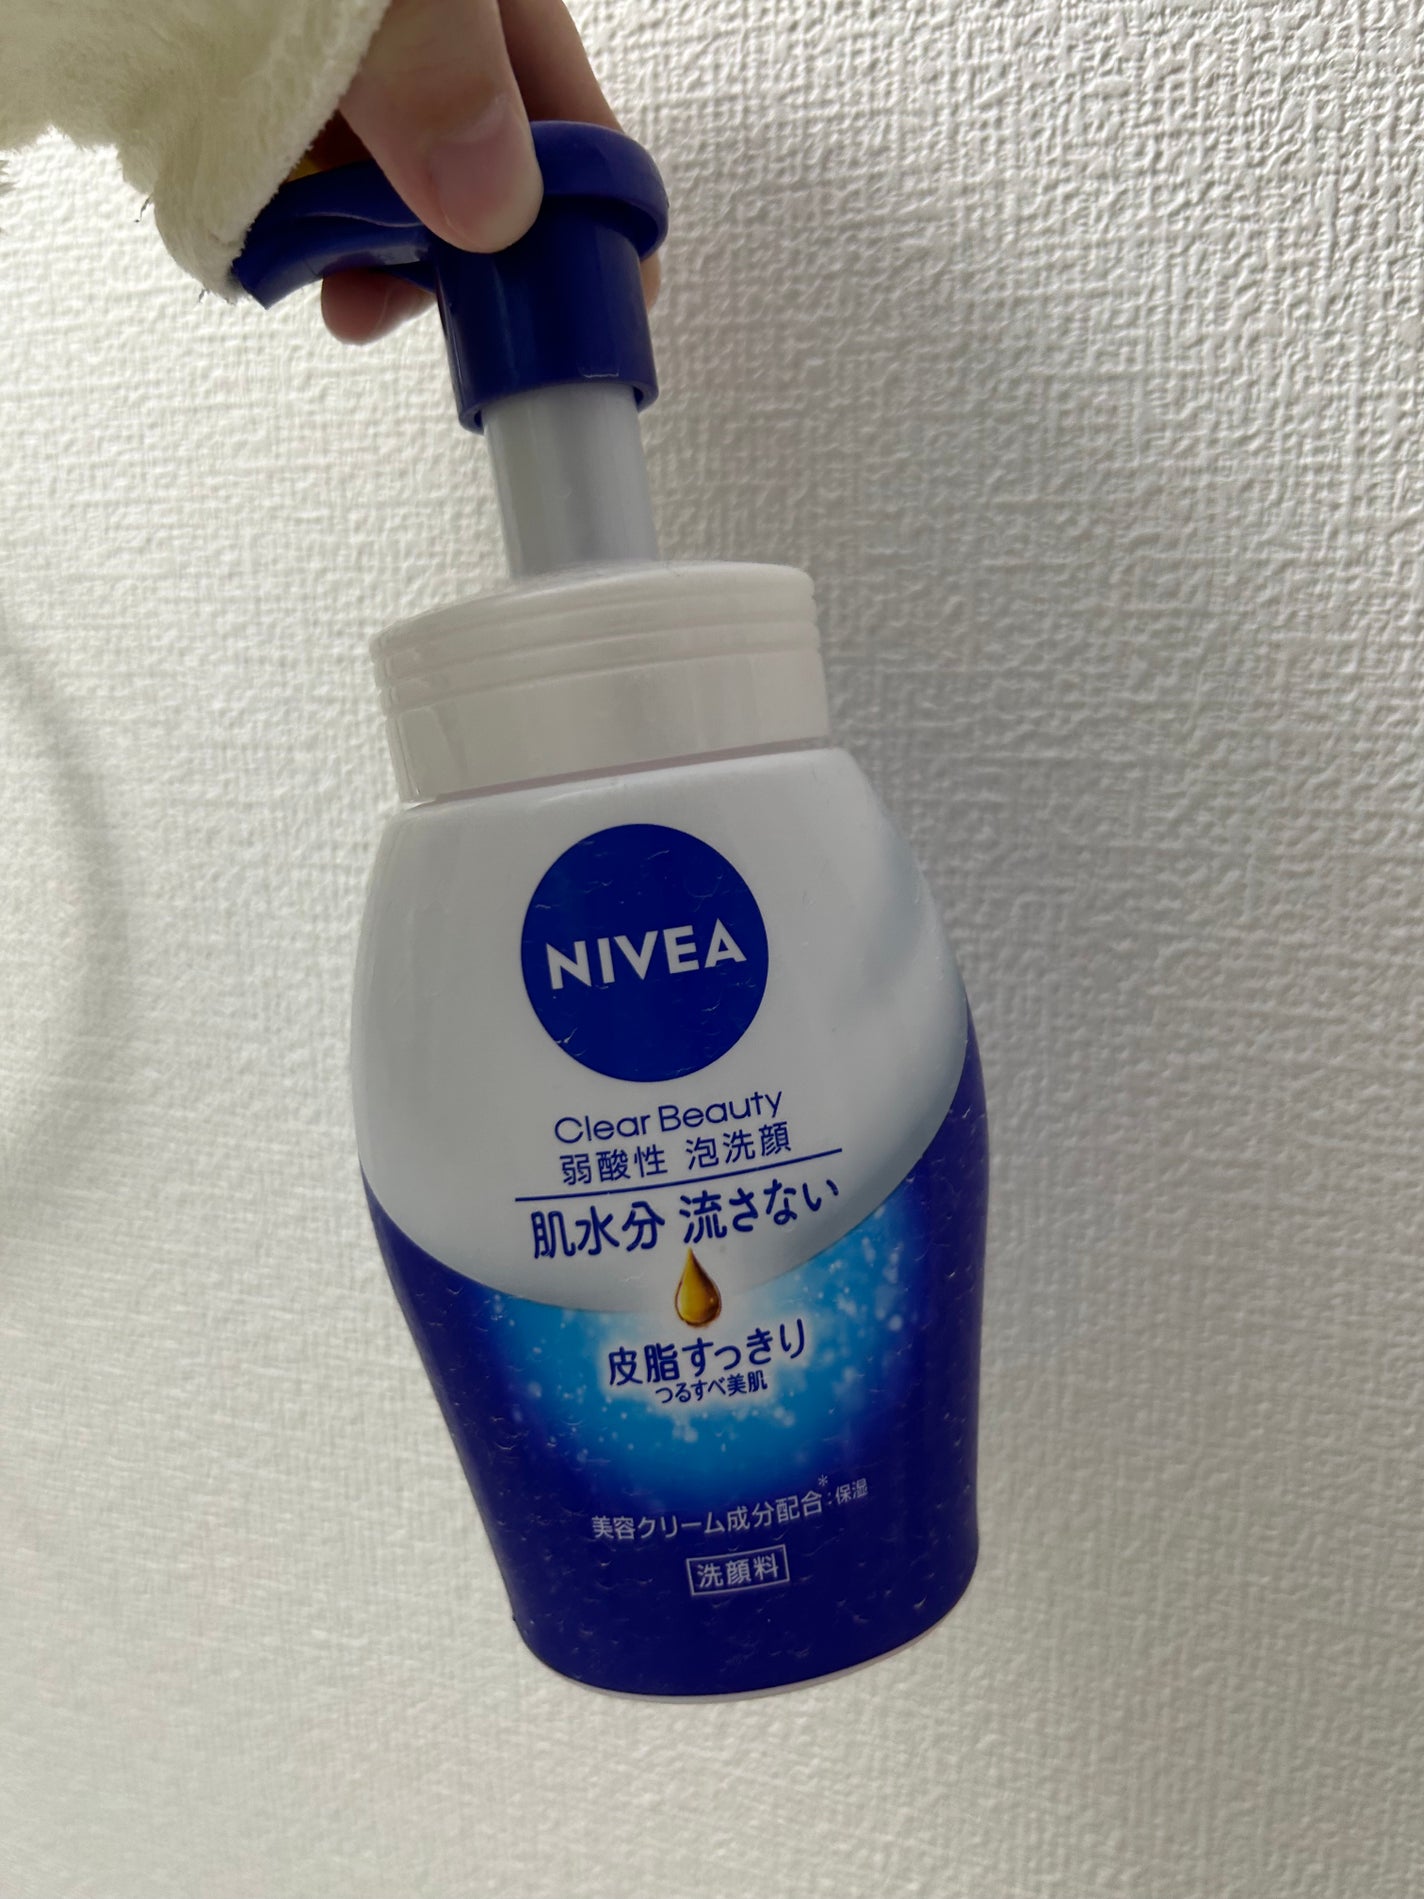 NIVEA
Clear Beauty
弱酸性 泡洗顔
肌水分 流さない
皮脂すっきり
つるすべ美肌
美容クリーム成分配合*:保湿
洗顔料